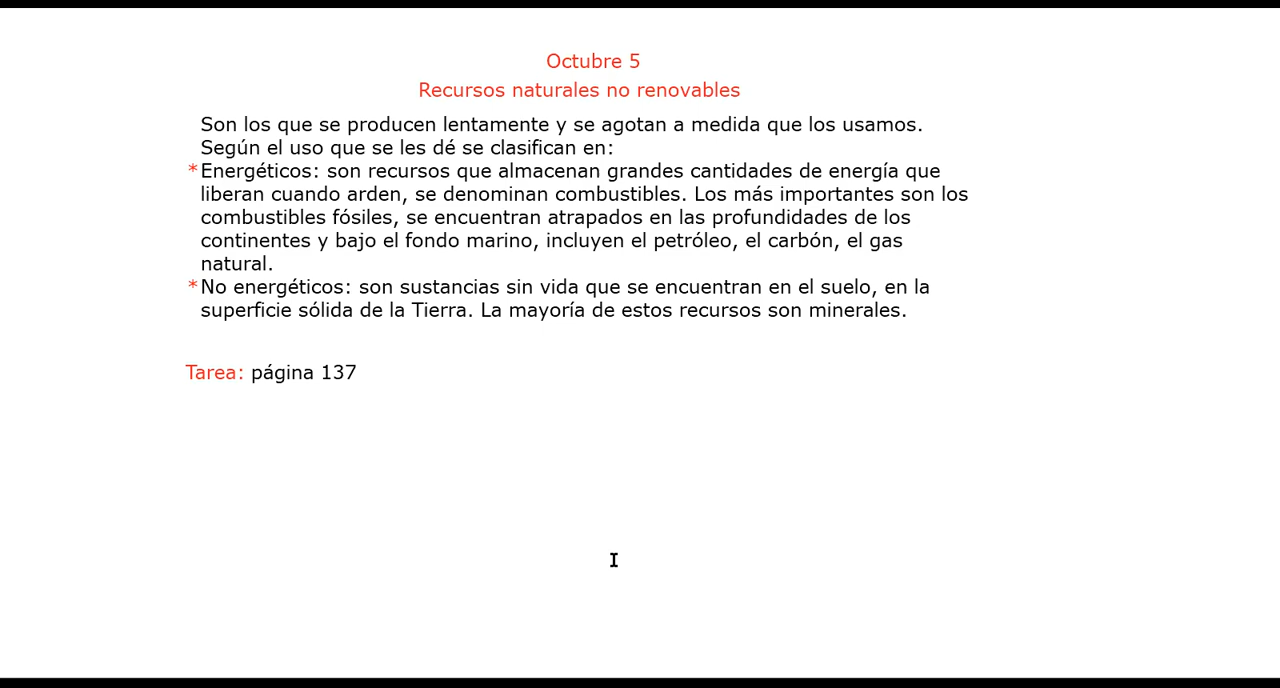 Octubre 5
Recursos naturales no renovables
Son los que se producen lentamente y se agotan a medida que los usamos.
Según el uso que se les dé se clasifican en:
*Energéticos: son recursos que almacenan grandes cantidades de energía que
liberan cuando arden, se denominan combustibles. Los más importantes son los
combustibles fósiles, se encuentran atrapados en las profundidades de los
continentes y bajo el fondo marino, incluyen el petróleo, el carbón, el gas
natural.
*No energéticos: son sustancias sin vida que se encuentran en el suelo, en la
superficie sólida de la Tierra. La mayoría de estos recursos son minerales.
Tarea: página 137